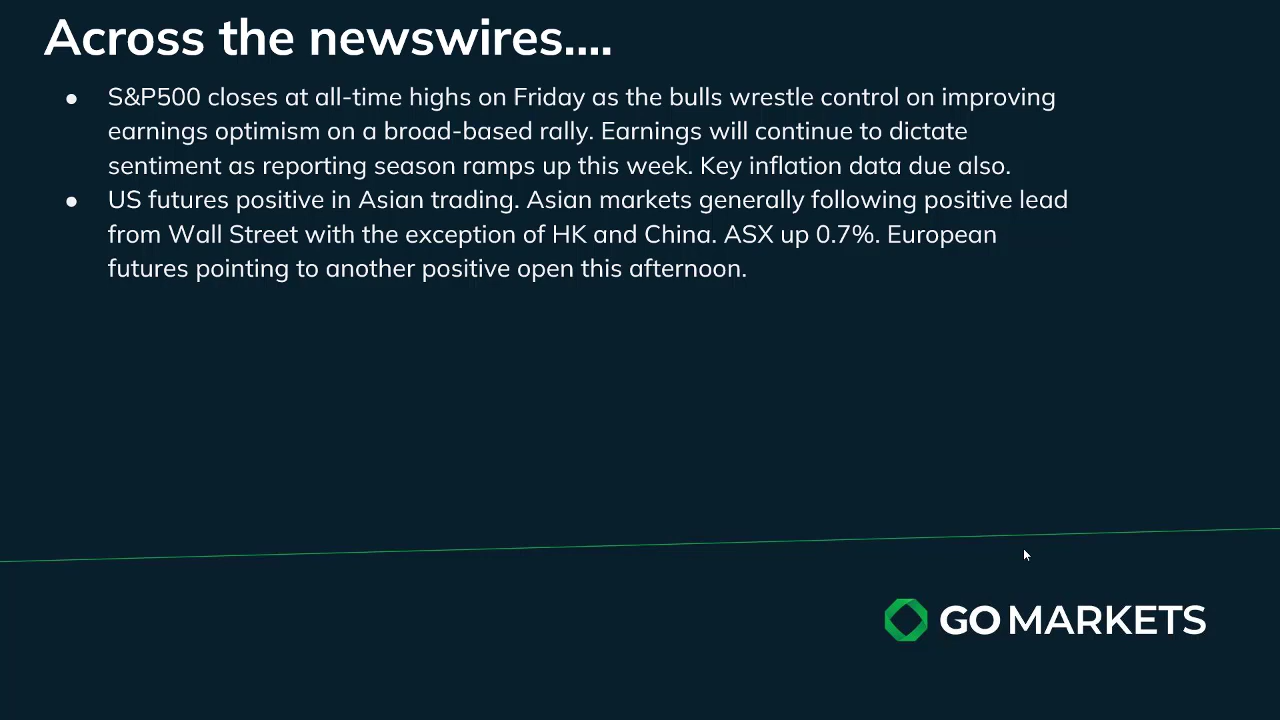 Across the newswires....
● S&P500 closes at all-time highs on Friday as the bulls wrestle control on improving
earnings optimism on a broad-based rally. Earnings will continue to dictate
sentiment as reporting season ramps up this week. Key inflation data due also.
● US futures positive in Asian trading. Asian markets generally following positive lead
from Wall Street with the exception of HK and China. ASX up 0.7%. European
futures pointing to another positive open this afternoon.
GO MARKETS